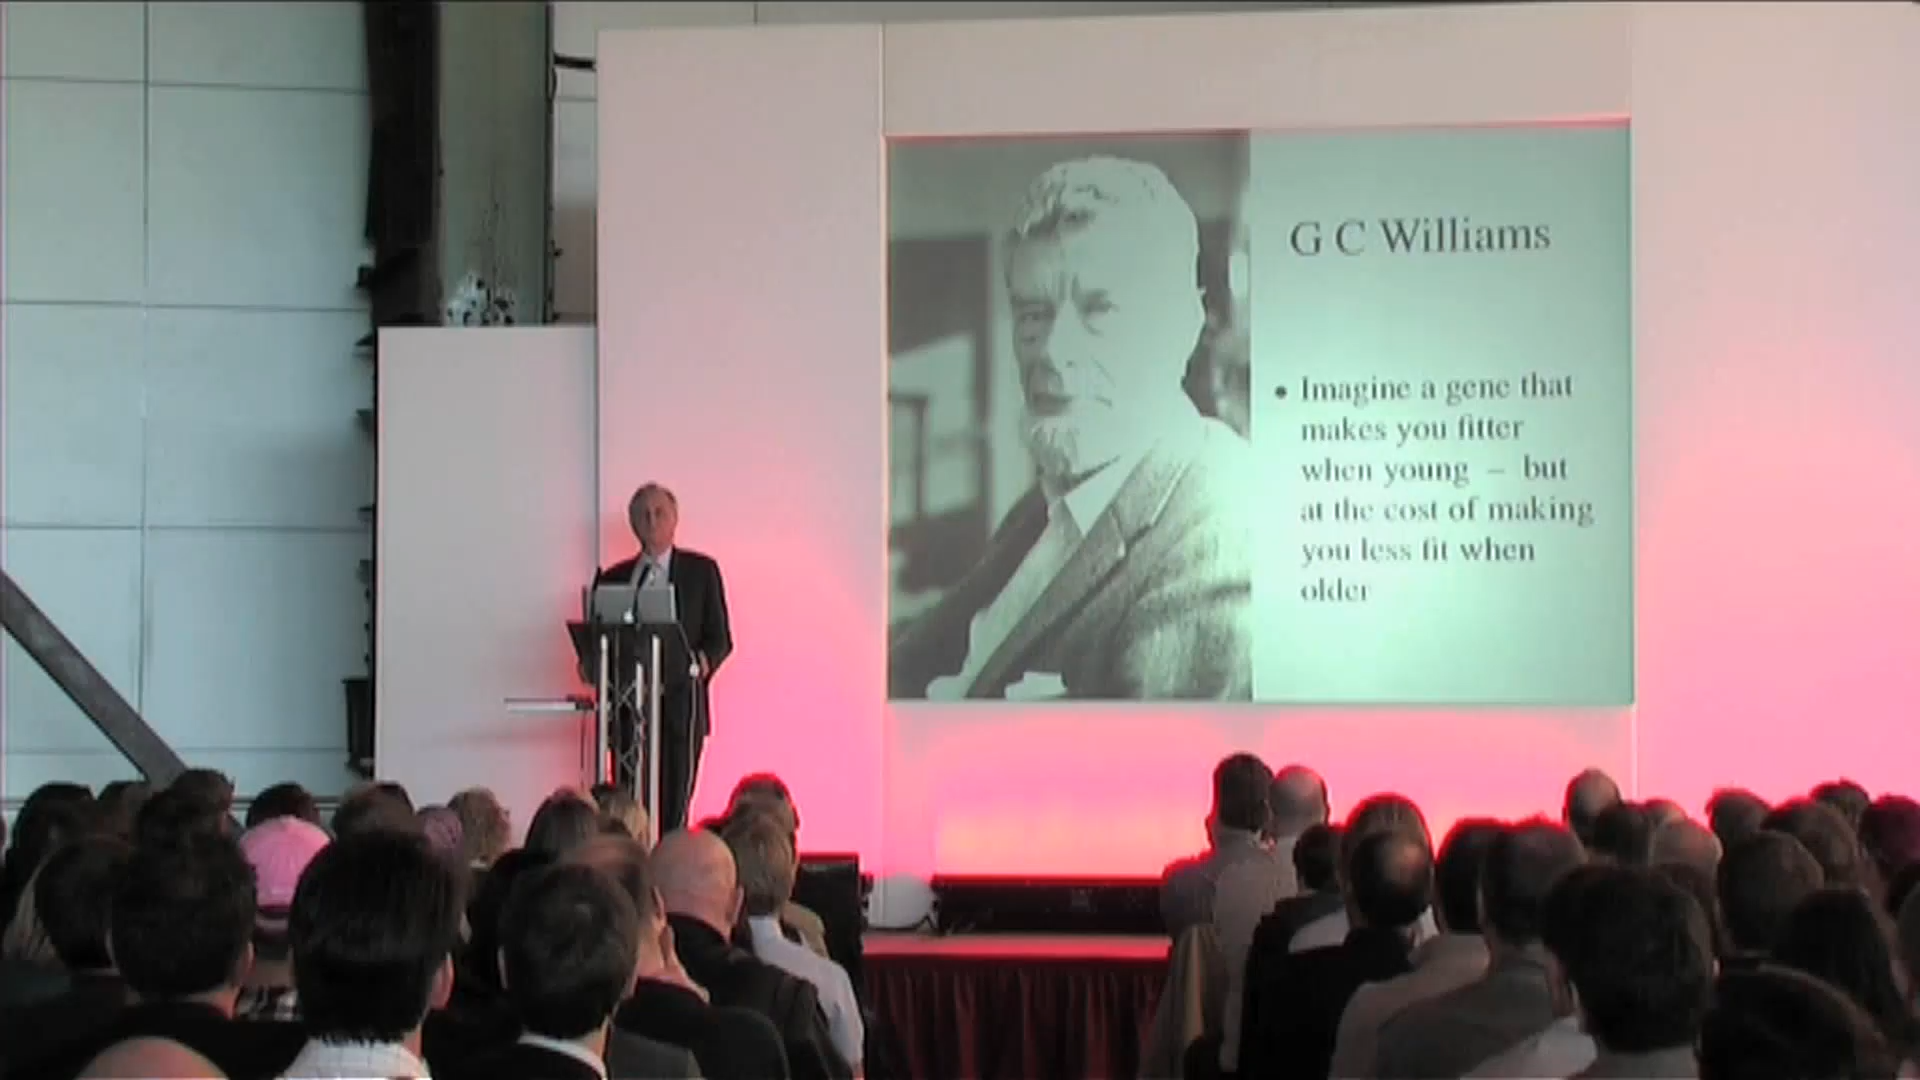 G C Williams
• Imagine a gene that
makes you fitter
when young – but
at the cost of making
you less fit when
older